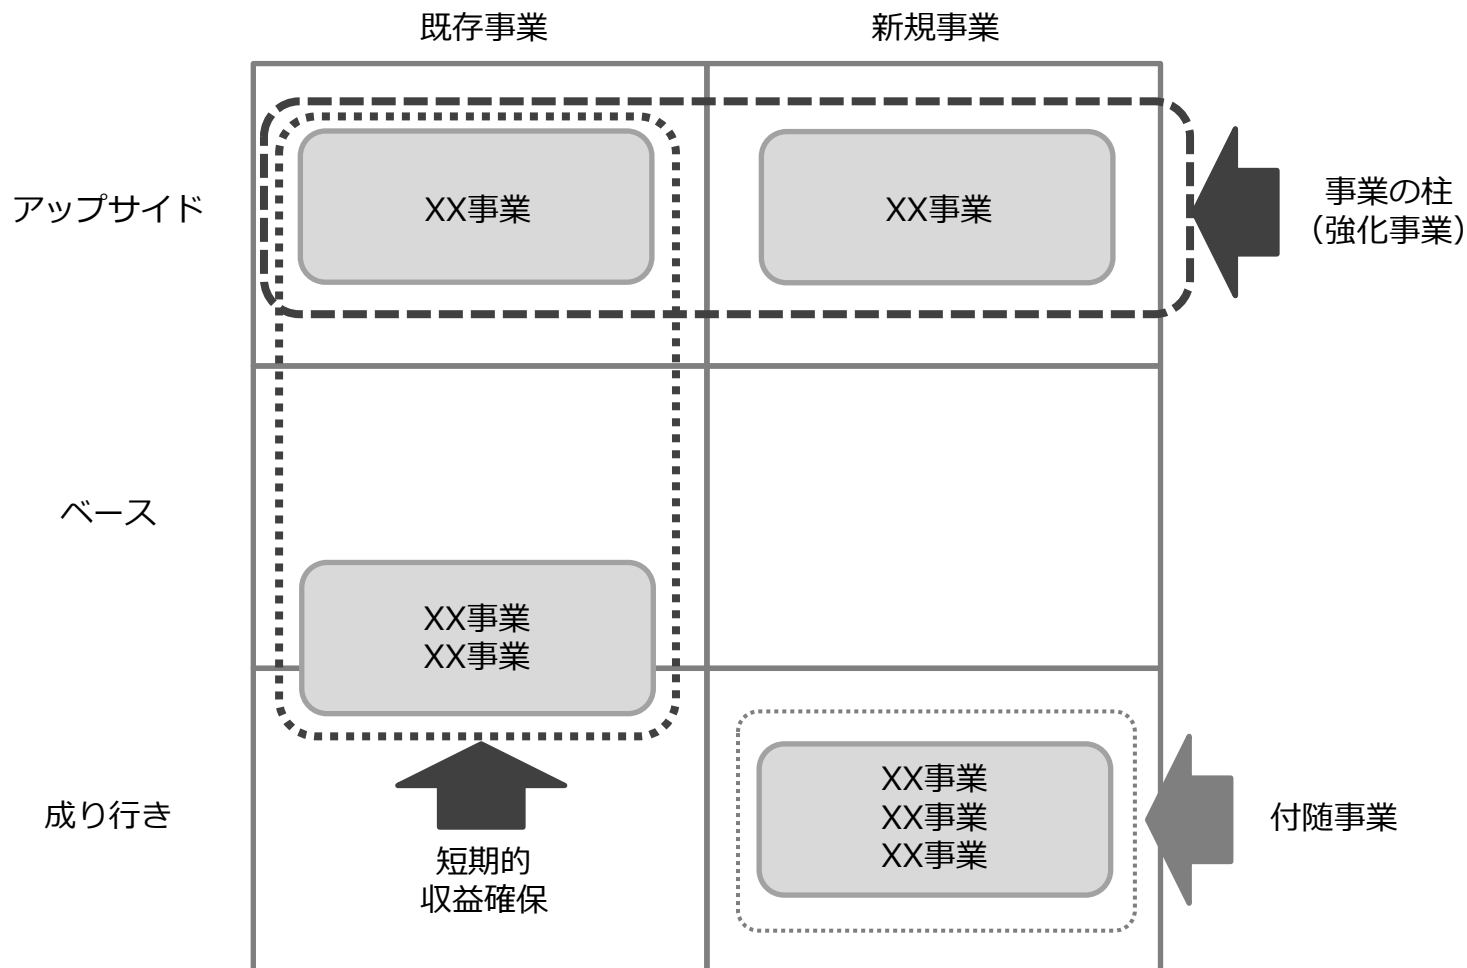 既存事業
新規事業
アップサイド
XX事業
XX事業
事業の柱
（強化事業）
ベース
XX事業
XX事業
成り行き
XX事業
XX事業
XX事業
付随事業
短期的
収益確保